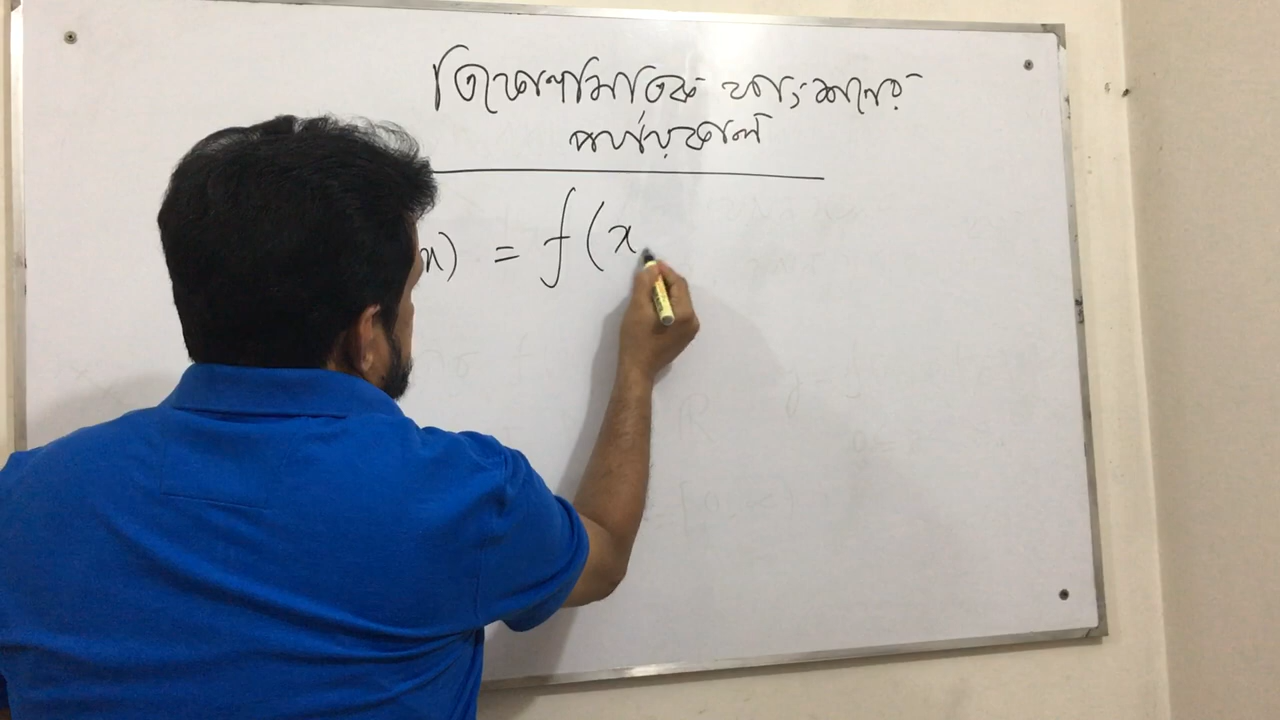 ত্রিকোণমিতিক ফাংশনের
পর্যায়কাল
x) = f(x